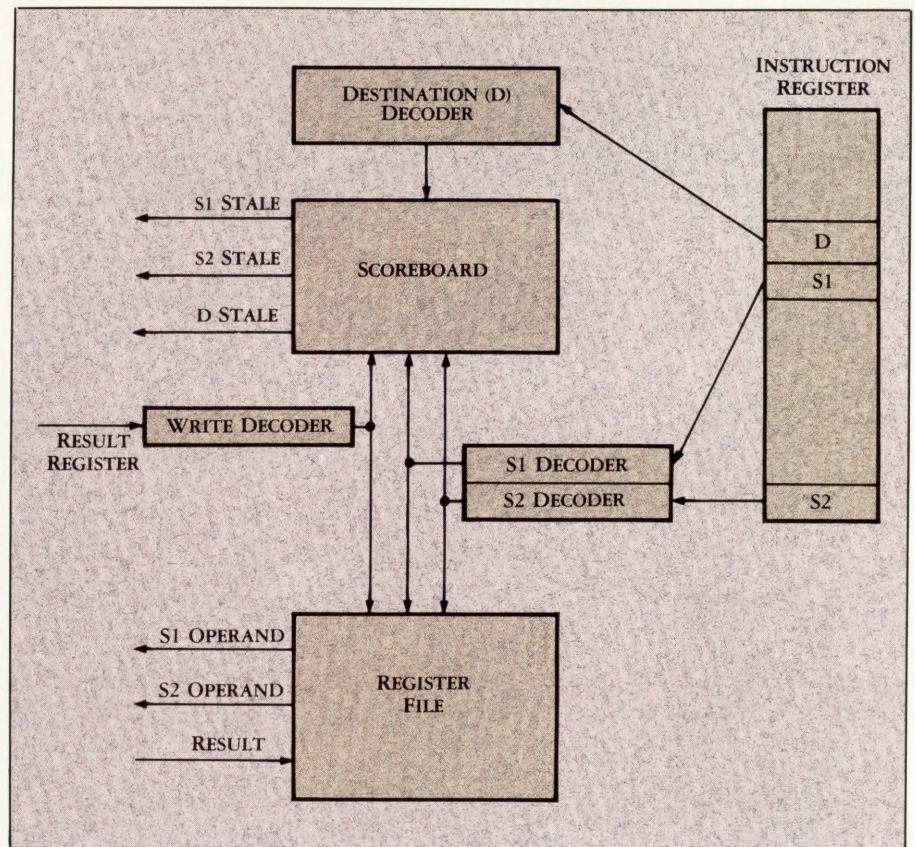 INSTRUCTION
REGISTER
DESTINATION (D)
DECODER
S1 STALE
S2 STALE
D STALE
SCOREBOARD
D
S1
RESULT
REGISTER
WRITE DECODER
S1 DECODER
S2 DECODER
S2
S1 OPERAND
S2 OPERAND
RESULT
REGISTER
FILE